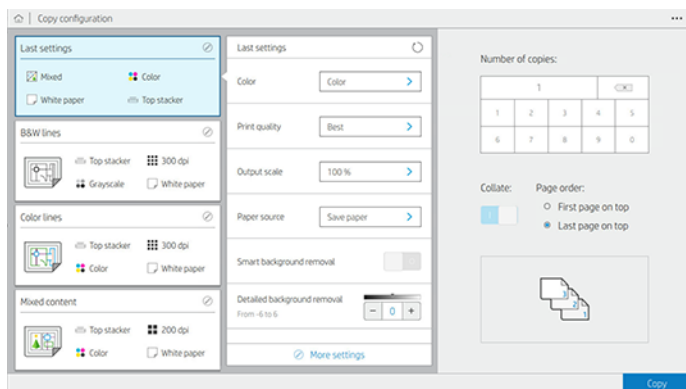 Copy configuration
Last settings
Mixed
Color
White paper
Top stacker
B&W lines
Top stacker
300 dpi
Grayscale
White paper
Color lines
Top stacker
300 dpi
Color
White paper
Mixed content
Top stacker
200 dpi
Color
White paper
Last settings
Color
Color
Print quality
Best
Output scale
100 %
Paper source
Save paper
Smart background removal
Detailed background removal
From -6 to 6
− 0 +
More settings
Number of copies:
1
1 2 3 4 5
6 7 8 9 0
Collate:
Page order:
First page on top
Last page on top
3
2
1
Copy